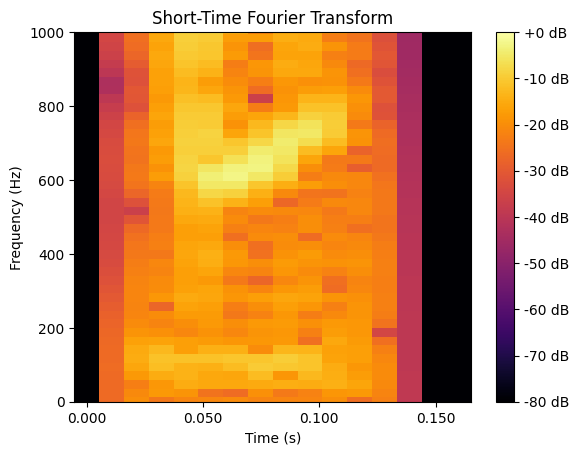 Short-Time Fourier Transform
Frequency (Hz)
1000
800
600
400
200
0
0.000
0.050
0.100
0.150
Time (s)
+0 dB
-10 dB
-20 dB
-30 dB
-40 dB
-50 dB
-60 dB
-70 dB
-80 dB